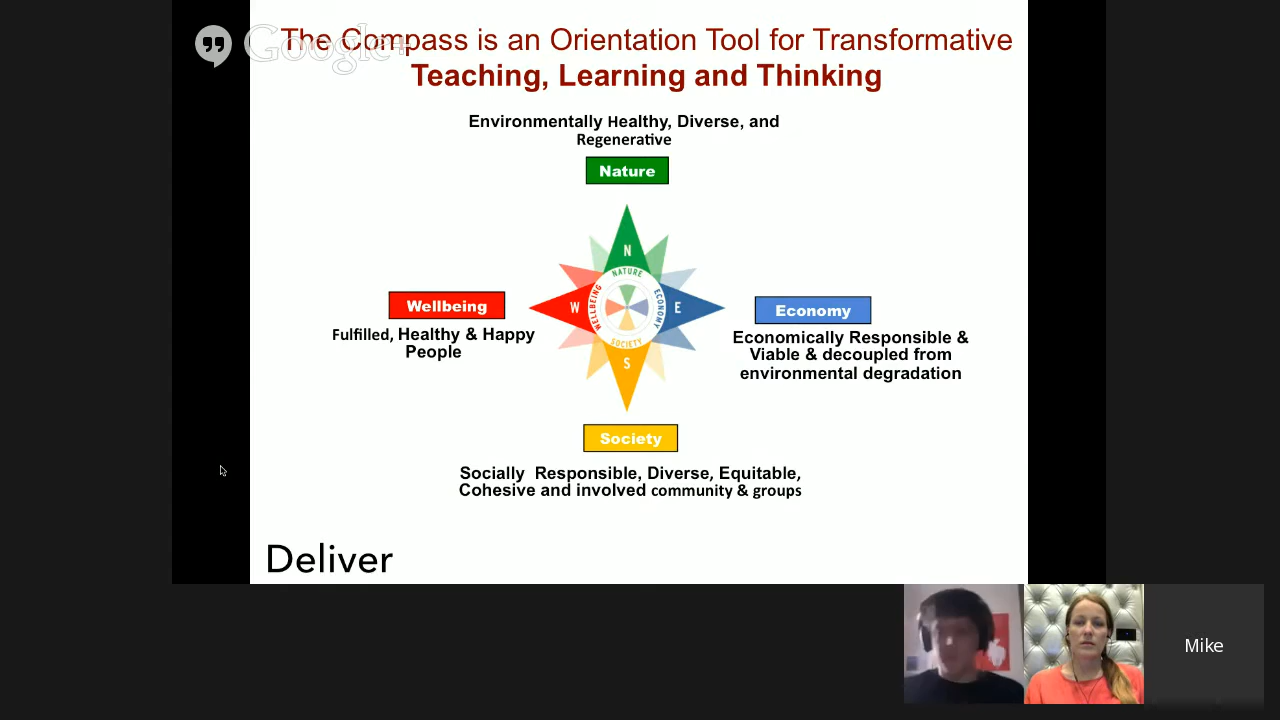 Google+
The Compass is an Orientation Tool for Transformative
Teaching, Learning and Thinking
Environmentally Healthy, Diverse, and
Regenerative
Nature
N
NATURE
Wellbeing
Fulfilled, Healthy & Happy
People
W
WELLBEING
ECONOMY
E
Economy
Economically Responsible &
Viable & decoupled from
environmental degradation
SOCIETY
S
Society
Socially Responsible, Diverse, Equitable,
Cohesive and involved community & groups
Deliver
Mike